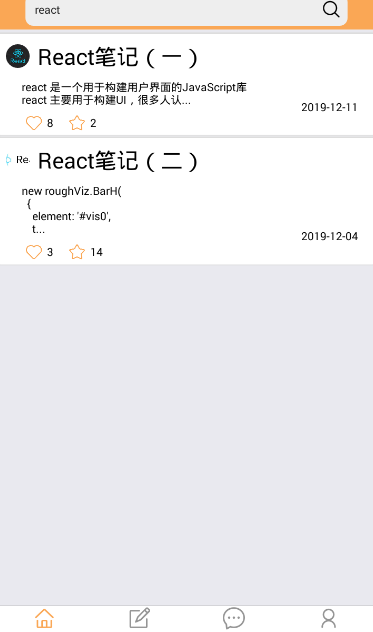 react
React笔记（一）
react 是一个用于构建用户界面的JavaScript库
react 主要用于构建UI，很多人认...
2019-12-11
8 2
Re.
React笔记（二）
new roughViz.BarH(
{
element: '#vis0',
t...
2019-12-04
3 14